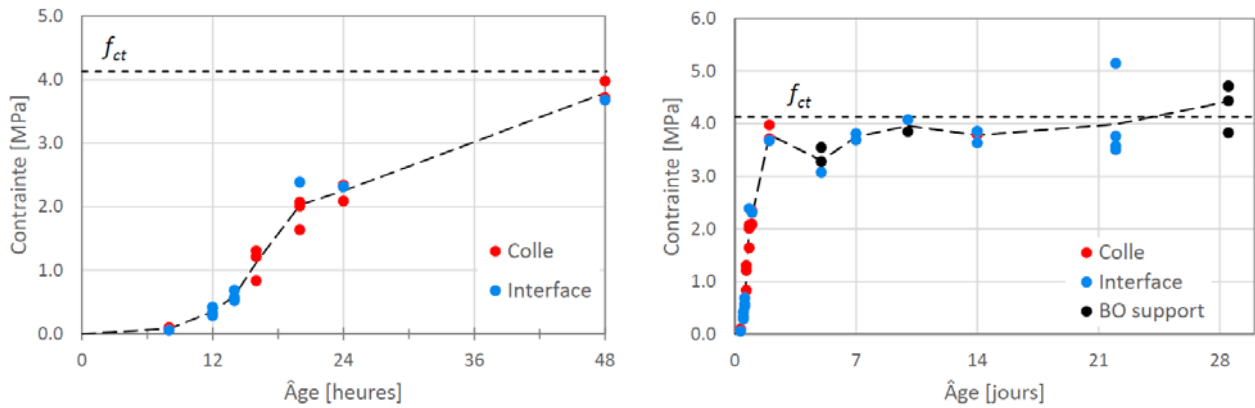 5.0
4.0
3.0
2.0
1.0
0.0
Contrainte [MPa]
fct
Colle
Interface
0 12 24 36 48
Âge [heures]
6.0
5.0
4.0
3.0
2.0
1.0
0.0
Contrainte [MPa]
fct
Colle
Interface
BO support
0 7 14 21 28
Âge [jours]